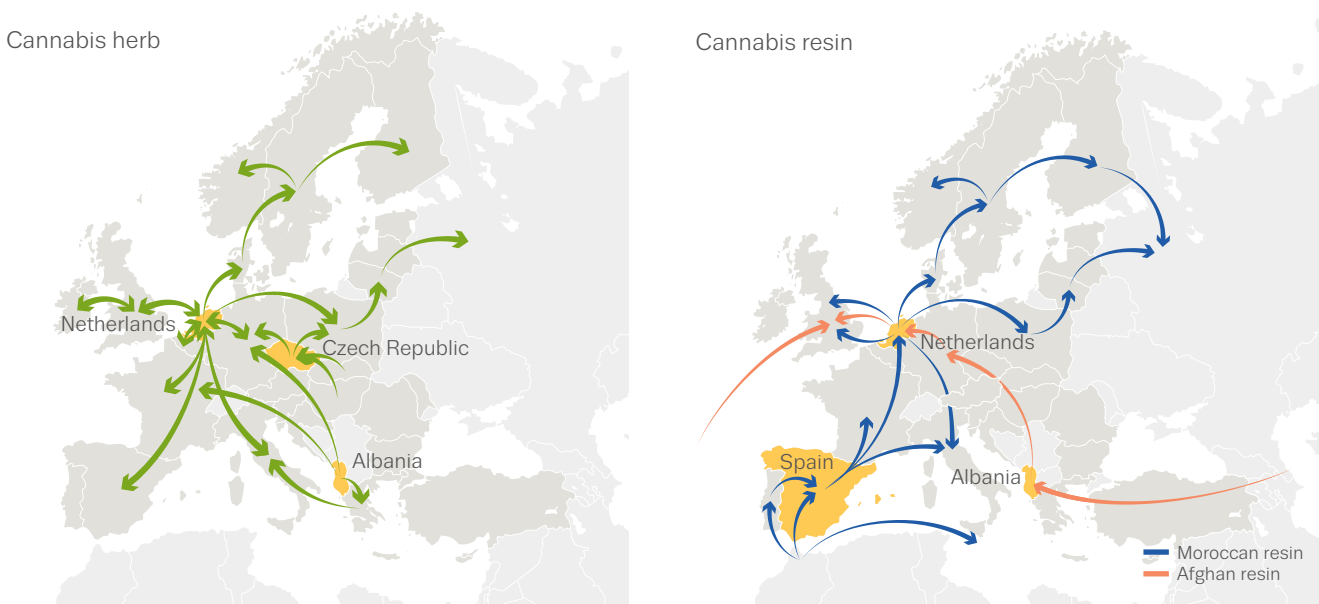 Cannabis herb
Netherlands
Czech Republic
Albania
Cannabis resin
Netherlands
Spain
Albania
Moroccan resin
Afghan resin